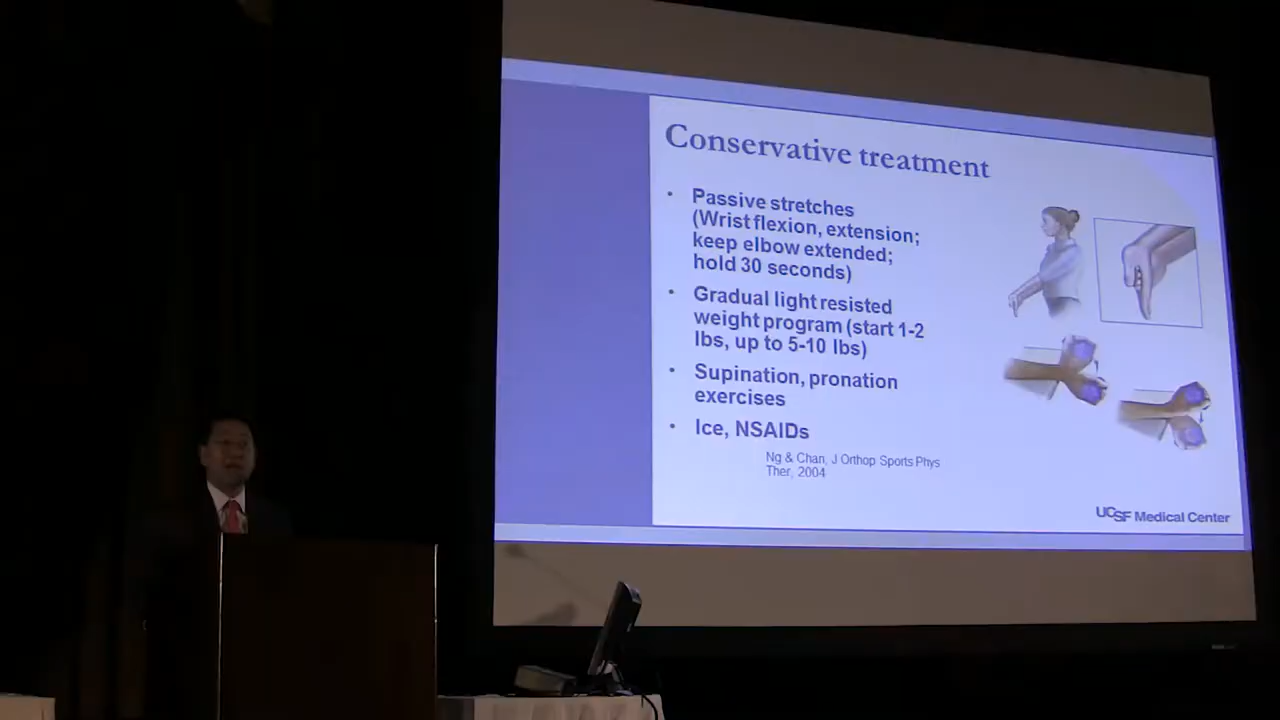 Conservative treatment
• Passive stretches
(Wrist flexion, extension;
keep elbow extended;
hold 30 seconds)
• Gradual light resisted
weight program (start 1-2
lbs, up to 5-10 lbs)
• Supination, pronation
exercises
• Ice, NSAIDs
Ng & Chan, J Orthop Sports Phys
Ther, 2004
UCSF Medical Center